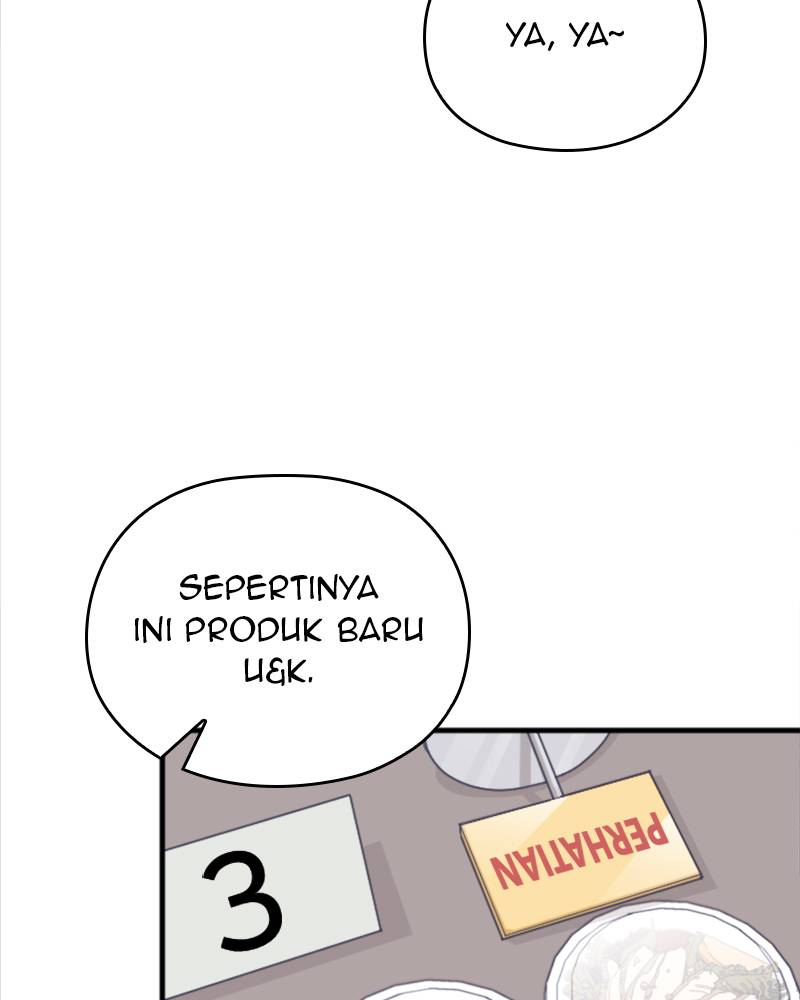 YA, YA~
SEPERTINYA
INI PRODUK BARU
U&K.
PERHATIAN
3